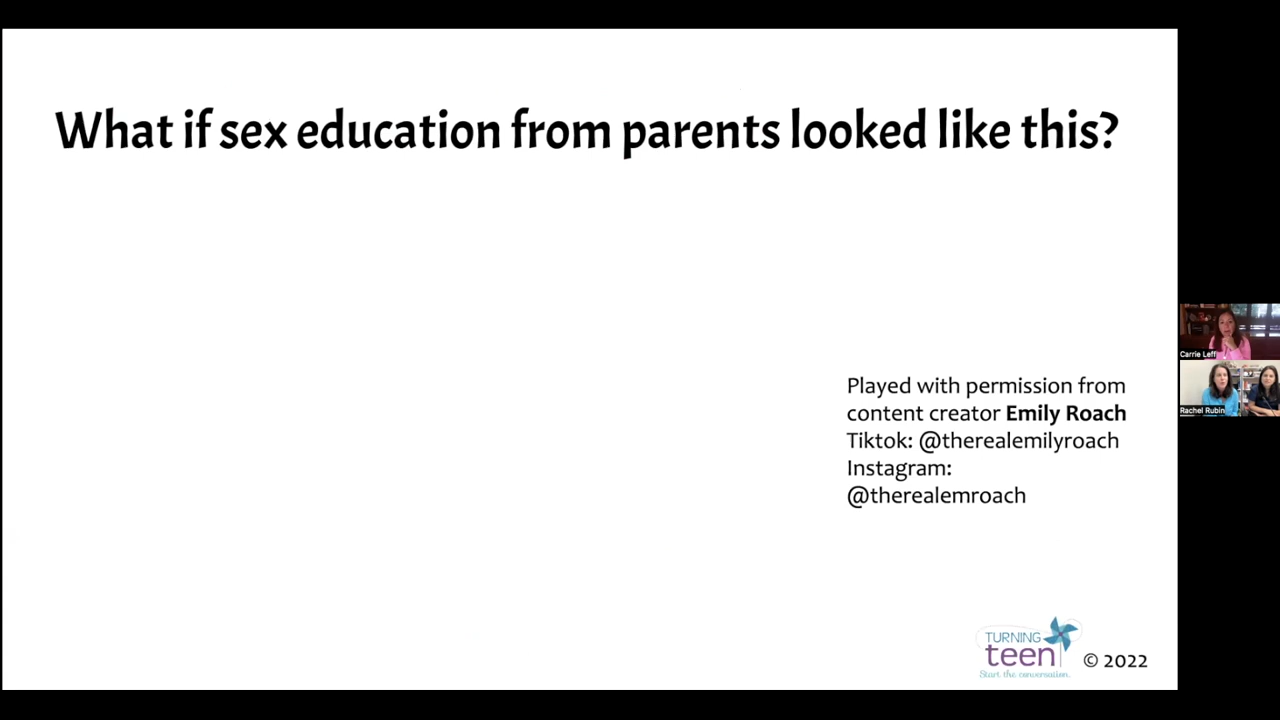 What if sex education from parents looked like this?
Played with permission from
content creator Emily Roach
Tiktok: @therealemilyroach
Instagram:
@therealemroach
Carrie Leff
Rachel Rubin
TURNING
teen
Start the conversation.
© 2022